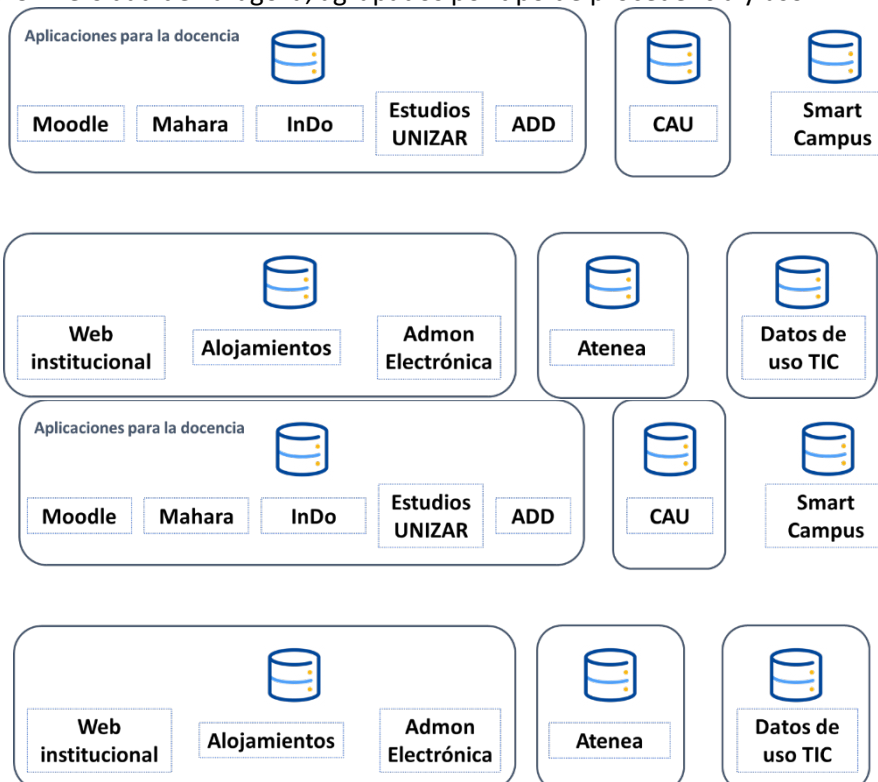 Aplicaciones para la docencia
Moodle Mahara InDo Estudios UNIZAR ADD CAU Smart Campus
Web institucional Alojamientos Admon Electrónica Atenea Datos de uso TIC
Aplicaciones para la docencia
Moodle Mahara InDo Estudios UNIZAR ADD CAU Smart Campus
Web institucional Alojamientos Admon Electrónica Atenea Datos de uso TIC